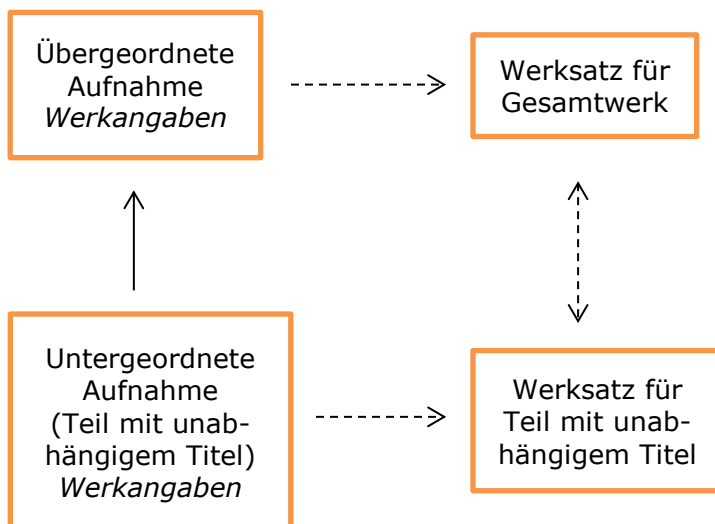 Übergeordnete
Aufnahme
Werkangaben
Werksatz für
Gesamtwerk
Untergeordnete
Aufnahme
(Teil mit unab-
hängigem Titel)
Werkangaben
Werksatz für
Teil mit unab-
hängigem Titel